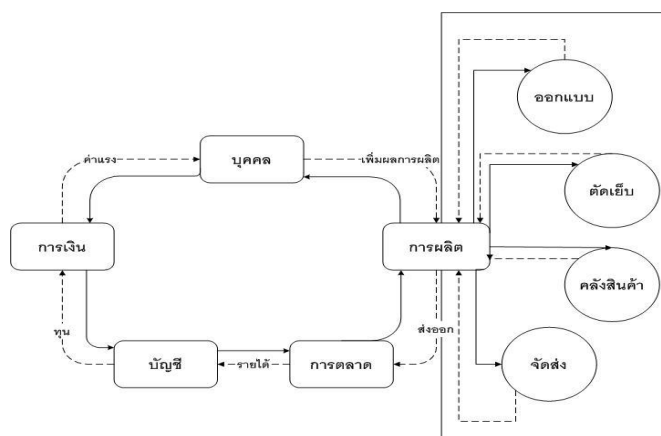 ออกแบบ
ค่าแรง
บุคคล
เพิ่มผลการผลิต
ตัดเย็บ
การเงิน
การผลิต
คลังสินค้า
ทุน
ส่งออก
บัญชี
รายได้
การตลาด
จัดส่ง